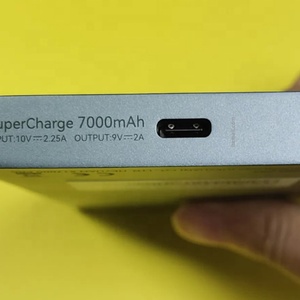 uperCharge 7000mAh
PUT:10V⎓2.25A OUTPUT:9V⎓2A